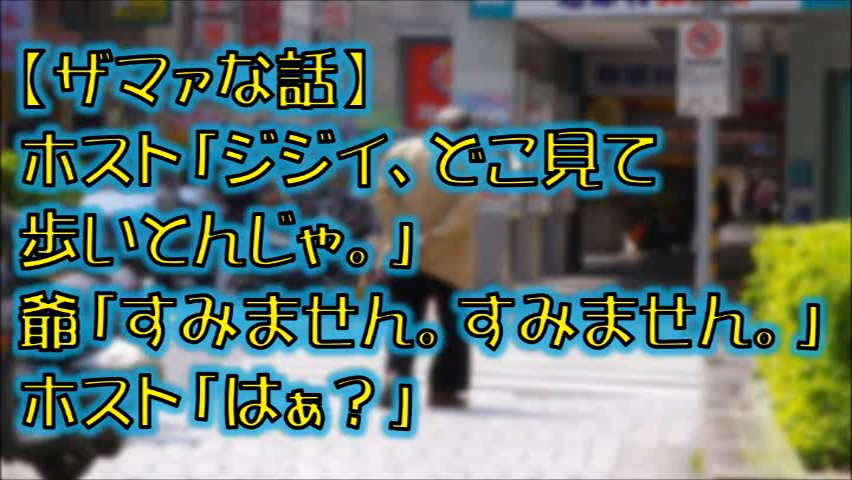 【ザマァな話】
ホスト「ジジィ、どこ見て
歩いとんじゃ。」
爺「すみません。すみません。」
ホスト「はぁ？」